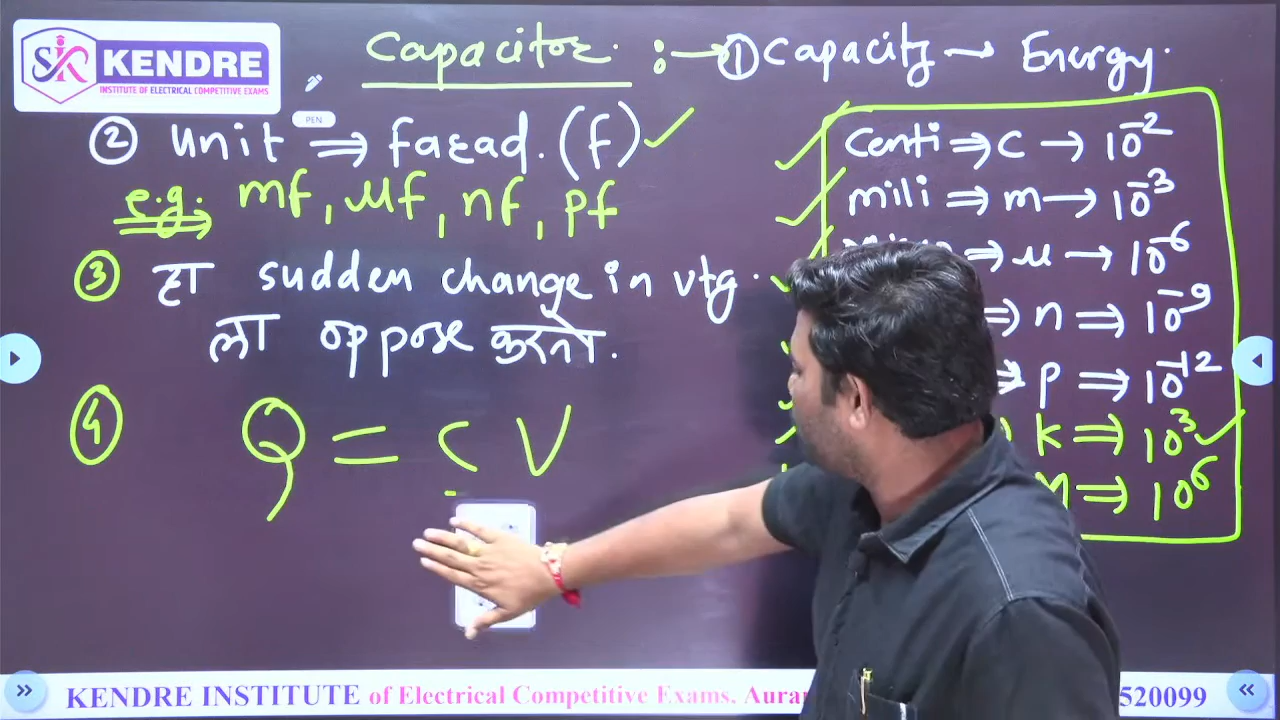 SIR KENDRE
INSTITUTE OF ELECTRICAL COMPETITIVE EXAMS
Capacitor. :→ ① Capacity → Energy.
PEN
② Unit ⇒ farad. (f) ✓
e.g. mf, μf, nf, pf
③ हा sudden change in vtg.
ला oppose करतो.
④ Q = C V
Centi ⇒ c → 10⁻²
mili ⇒ m → 10⁻³
⇒ μ → 10⁻⁶
⇒ n ⇒ 10⁻⁹
⇒ p ⇒ 10⁻¹²
k ⇒ 10³ ✓
M ⇒ 10⁶
KENDRE INSTITUTE of Electrical Competitive Exams, 520099